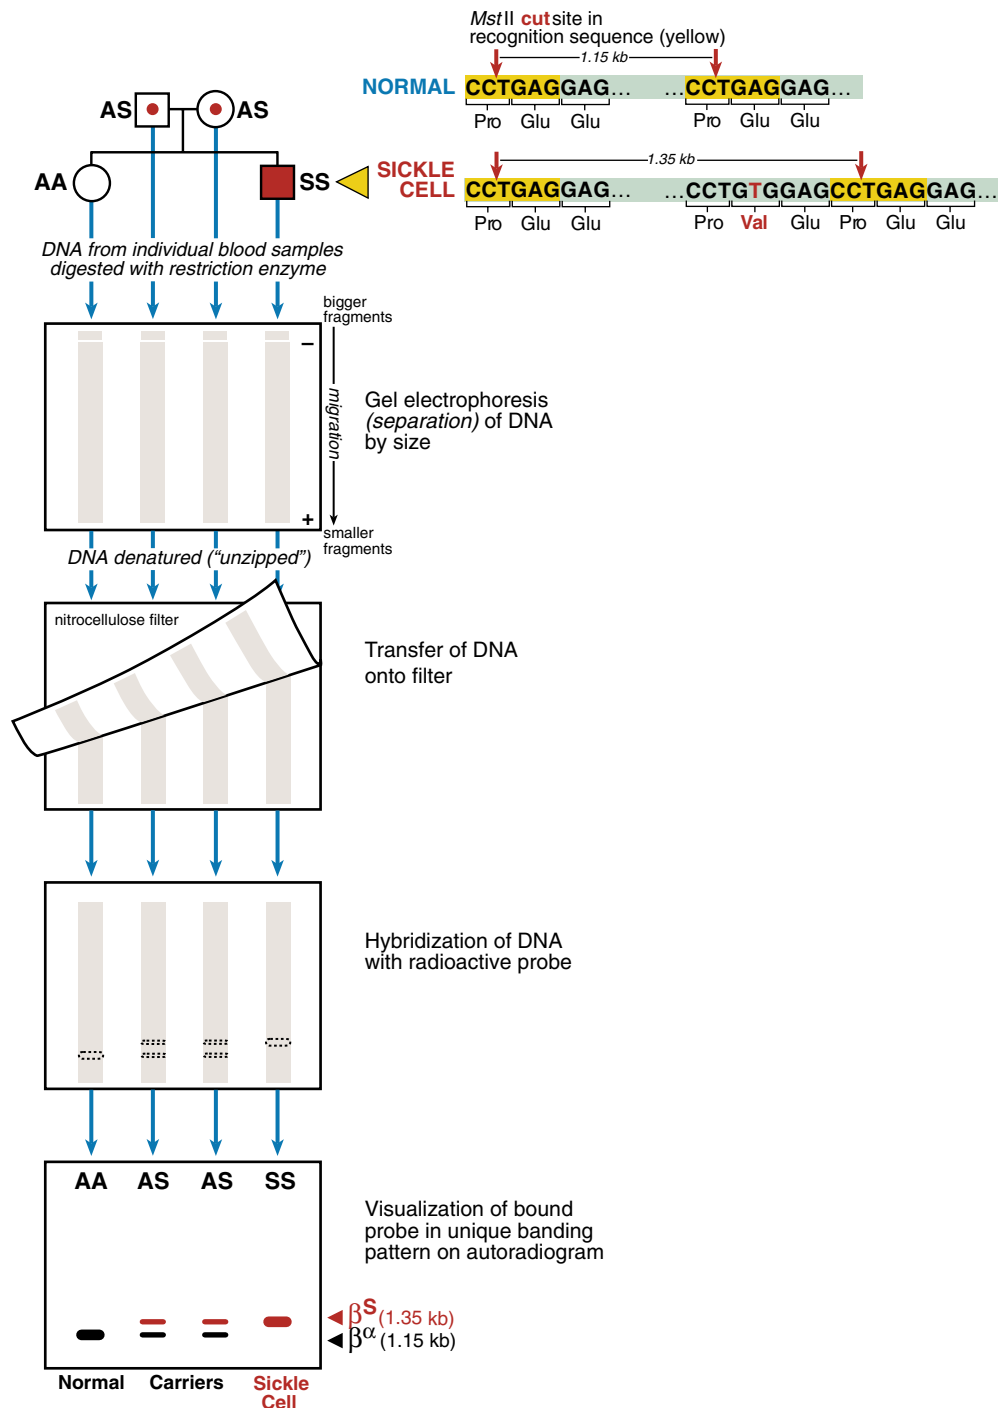 MstII cut site in
recognition sequence (yellow)
1.15 kb
NORMAL CCTGAGGAG... ...CCTGAGGAG...
Pro Glu Glu Pro Glu Glu
AS AS
AA SS
1.35 kb
SICKLE
CELL
CCTGAGGAG... ...CCTGTGGAGCCTGAGGAG...
Pro Glu Glu Pro Val Glu Pro Glu Glu
DNA from individual blood samples
digested with restriction enzyme
bigger
fragments
–
migration
+
smaller
fragments
Gel electrophoresis
(separation) of DNA
by size
DNA denatured (“unzipped”)
nitrocellulose filter
Transfer of DNA
onto filter
Hybridization of DNA
with radioactive probe
AA AS AS SS
Visualization of bound
probe in unique banding
pattern on autoradiogram
βS (1.35 kb)
βα (1.15 kb)
Normal Carriers Sickle
Cell